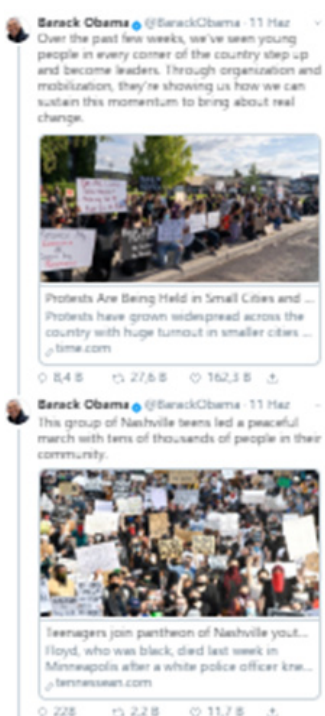 Barack Obama @BarackObama · 11 Haz
Over the past few weeks, we've seen young
people in every corner of the country step up
and become leaders. Through organization and
mobilization, they're showing us how we can
sustain this momentum to bring about real
change.
Protests Are Being Held in Small Cities and ...
Protests have grown widespread across the
country with huge turnout in smaller cities ...
time.com
8,4 B 27,6 B 162,3 B
Barack Obama @BarackObama · 11 Haz
This group of Nashville teens led a peaceful
march with tens of thousands of people in their
community.
Teenagers join pantheon of Nashville yout...
Floyd, who was black, died last week in
Minneapolis after a white police officer kne...
tennessean.com
228 2,2 B 11,7 B